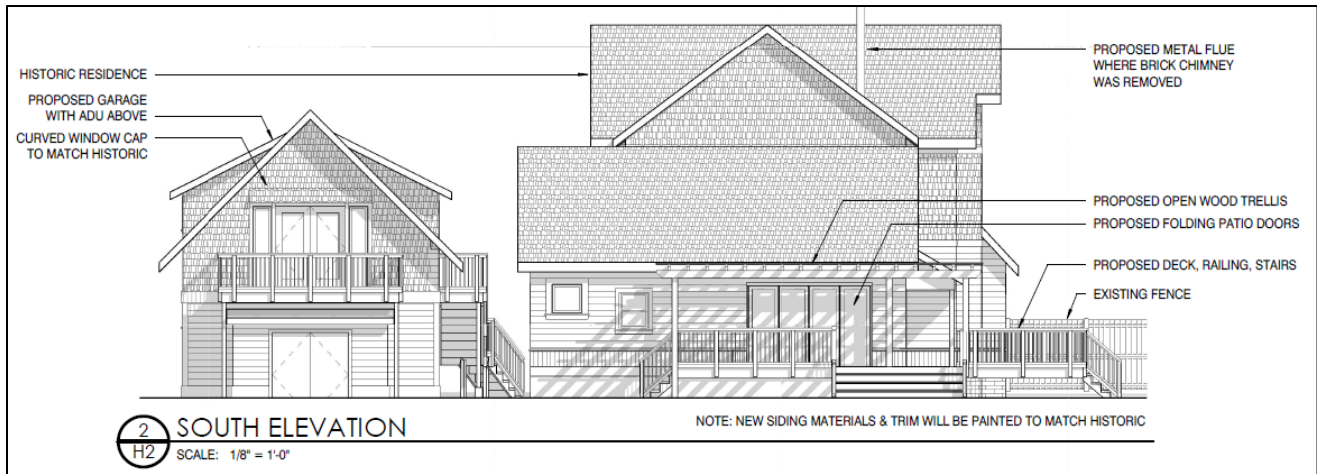 HISTORIC RESIDENCE
PROPOSED GARAGE
WITH ADU ABOVE
CURVED WINDOW CAP
TO MATCH HISTORIC
PROPOSED METAL FLUE
WHERE BRICK CHIMNEY
WAS REMOVED
PROPOSED OPEN WOOD TRELLIS
PROPOSED FOLDING PATIO DOORS
PROPOSED DECK, RAILING, STAIRS
EXISTING FENCE
2
H2
SOUTH ELEVATION
SCALE: 1/8" = 1'-0"
NOTE: NEW SIDING MATERIALS & TRIM WILL BE PAINTED TO MATCH HISTORIC